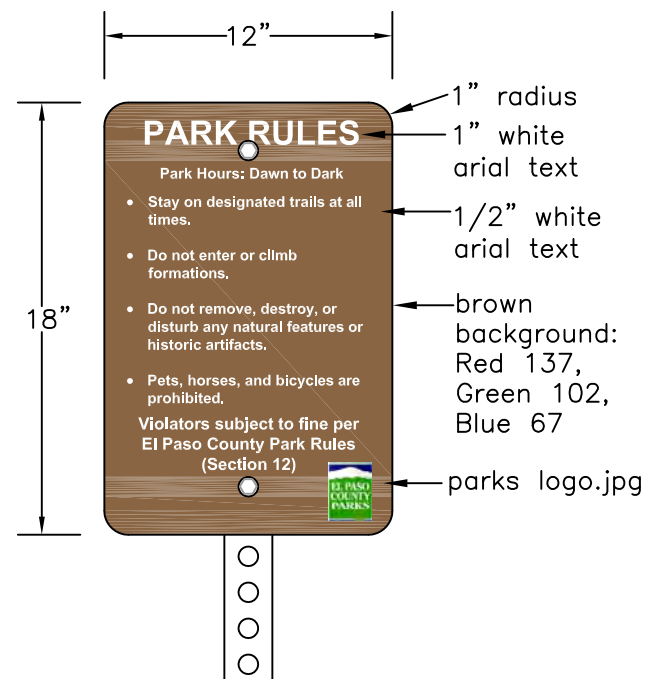 12”
1” radius
PARK RULES
1” white
arial text
Park Hours: Dawn to Dark
• Stay on designated trails at all
times.
1/2” white
arial text
• Do not enter or climb
formations.
• Do not remove, destroy, or
disturb any natural features or
historic artifacts.
18”
brown
background:
Red 137,
Green 102,
Blue 67
• Pets, horses, and bicycles are
prohibited.
Violators subject to fine per
El Paso County Park Rules
(Section 12)
EL PASO
COUNTY
PARKS
parks logo.jpg